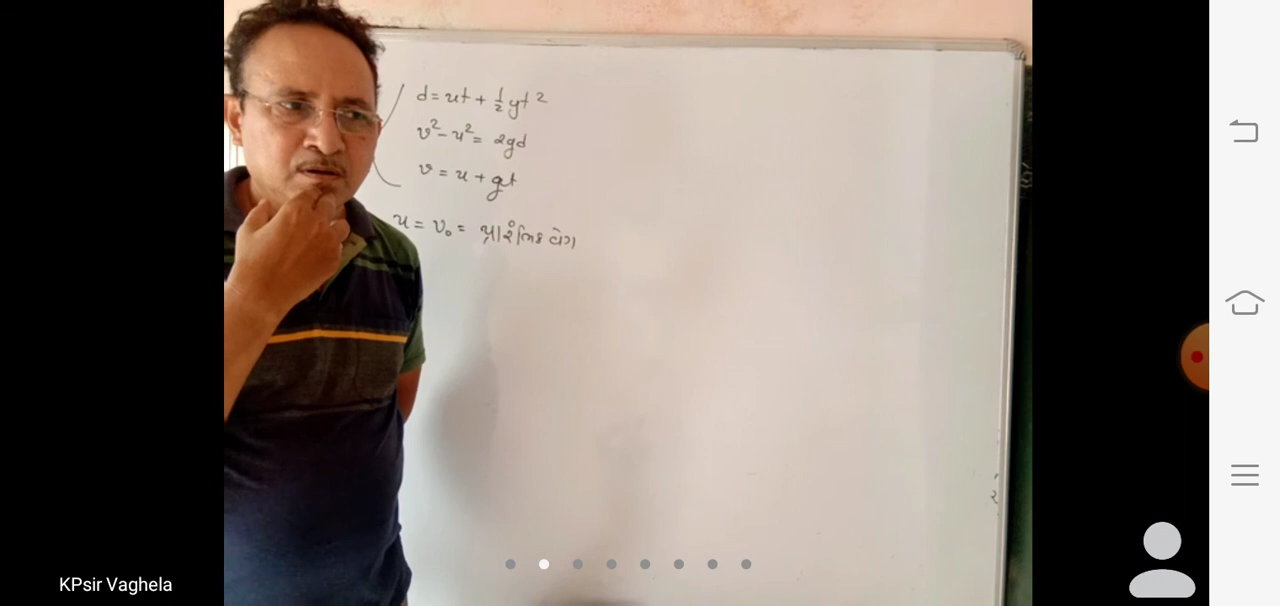 d = ut + 1/2 gt²
v² - u² = 2gd
v = u + gt
u = v₀ = પ્રારંભિક વેગ
KPsir Vaghela